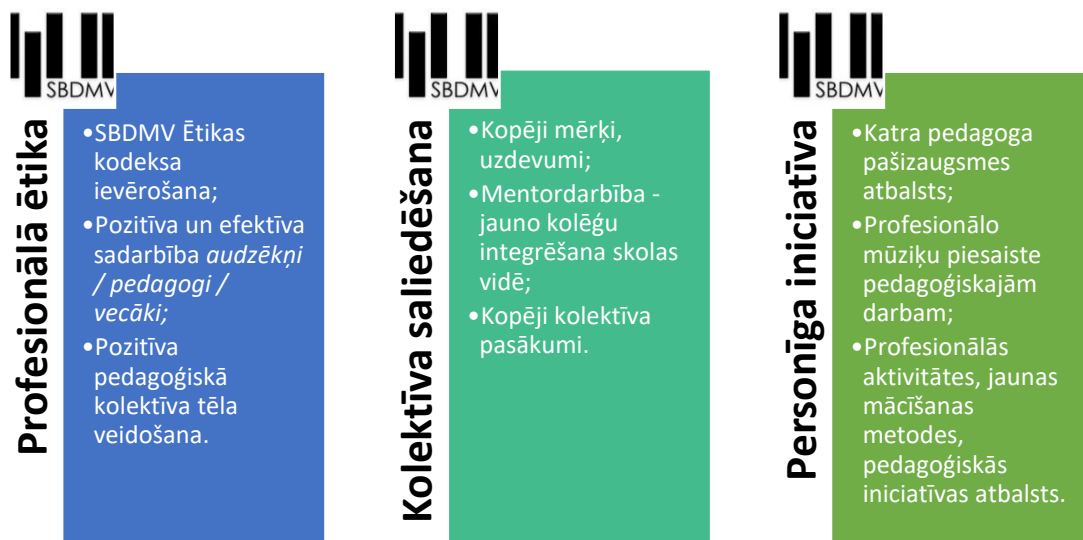 SBDMV
Profesionālā ētika
•SBDMV Ētikas
kodeksa
ievērošana;
•Pozitīva un efektīva
sadarbība audzēkņi
/ pedagogi /
vecāki;
•Pozitīva
pedagoģiskā
kolektīva tēla
veidošana.
SBDMV
Kolektīva saliedēšana
•Kopēji mērķi,
uzdevumi;
•Mentordarbība -
jauno kolēģu
integrēšana skolas
vidē;
•Kopēji kolektīva
pasākumi.
SBDMV
Personīga iniciatīva
•Katra pedagoga
pašizaugsmes
atbalsts;
•Profesionālo
mūziķu piesaiste
pedagoģiskajām
darbam;
•Profesionālās
aktivitātes, jaunas
mācīšanas
metodes,
pedagoģiskās
iniciatīvas atbalsts.